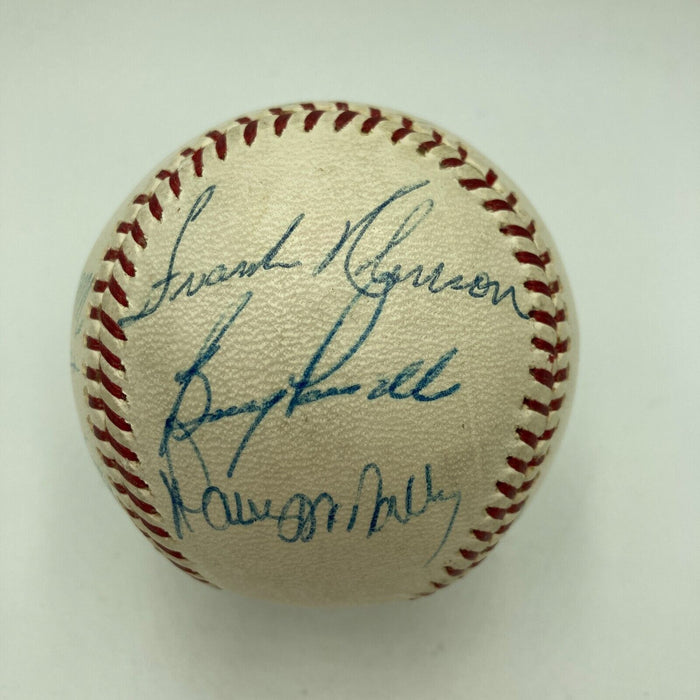 Frank Robinson
Boog Powell
Dave McNally